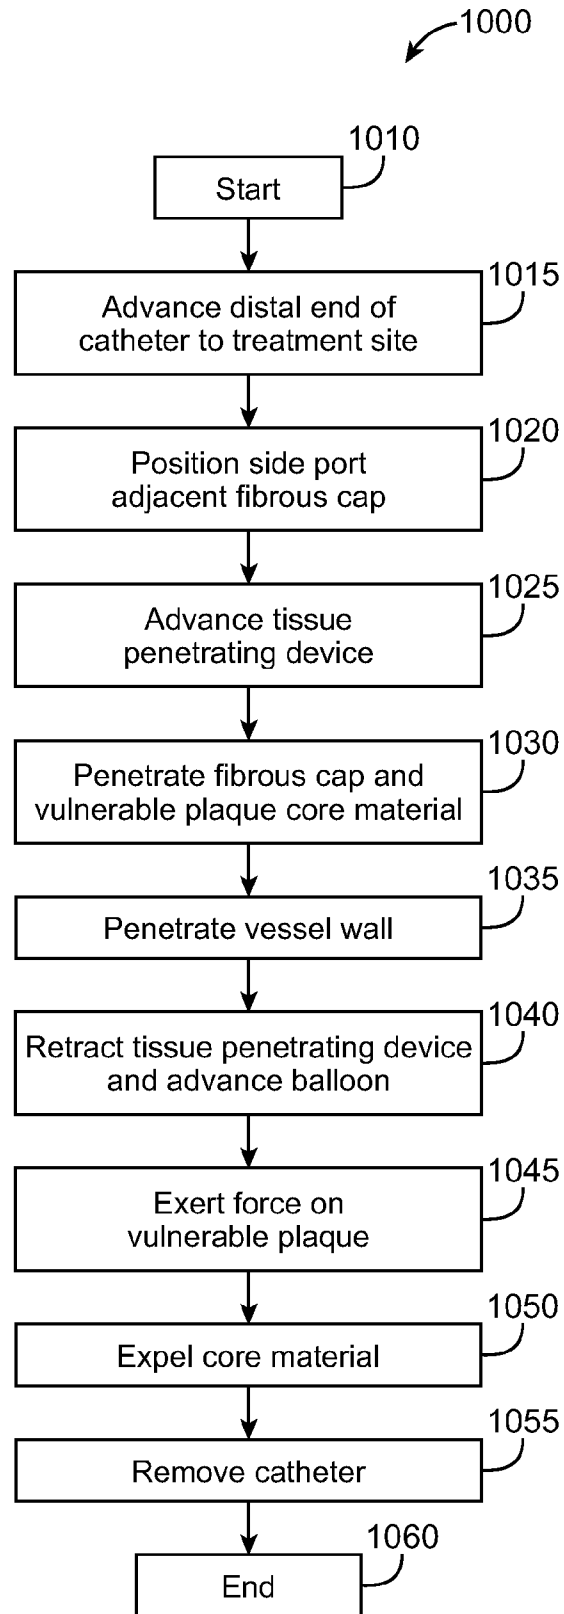 1000
1010
Start
1015
Advance distal end of
catheter to treatment site
1020
Position side port
adjacent fibrous cap
1025
Advance tissue
penetrating device
1030
Penetrate fibrous cap and
vulnerable plaque core material
1035
Penetrate vessel wall
1040
Retract tissue penetrating device
and advance balloon
1045
Exert force on
vulnerable plaque
1050
Expel core material
1055
Remove catheter
1060
End